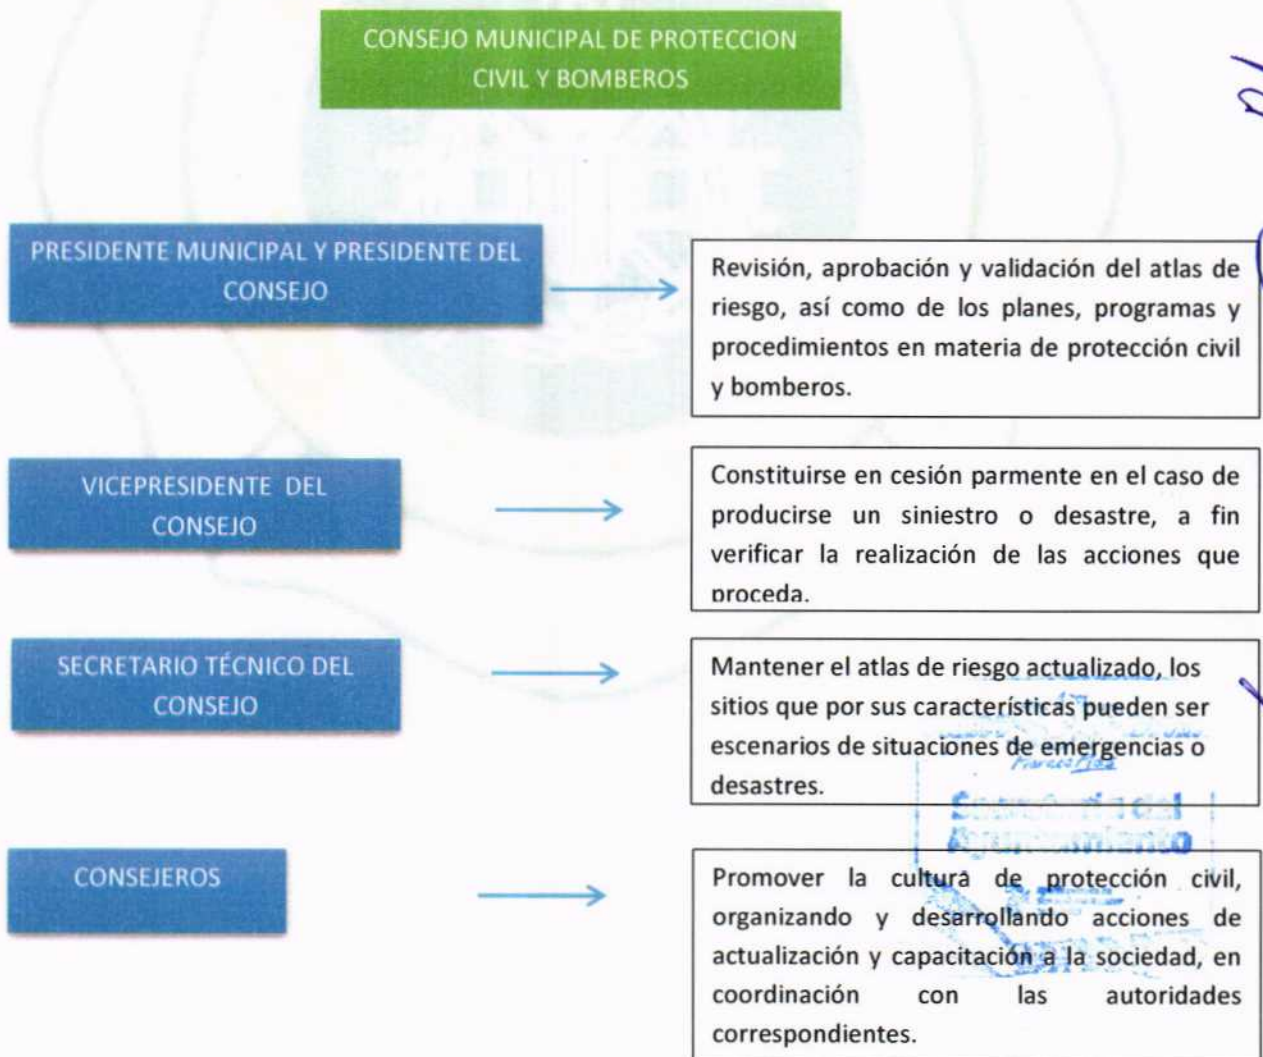 CONSEJO MUNICIPAL DE PROTECCION
CIVIL Y BOMBEROS
PRESIDENTE MUNICIPAL Y PRESIDENTE DEL
CONSEJO
Revisión, aprobación y validación del atlas de
riesgo, así como de los planes, programas y
procedimientos en materia de protección civil
y bomberos.
VICEPRESIDENTE DEL
CONSEJO
Constituirse en cesión parmente en el caso de
producirse un siniestro o desastre, a fin
verificar la realización de las acciones que
proceda.
SECRETARIO TÉCNICO DEL
CONSEJO
Mantener el atlas de riesgo actualizado, los
sitios que por sus características pueden ser
escenarios de situaciones de emergencias o
desastres.
Secretaría del
Ayuntamiento
CONSEJEROS
Promover la cultura de protección civil,
organizando y desarrollando acciones de
actualización y capacitación a la sociedad, en
coordinación con las autoridades
correspondientes.